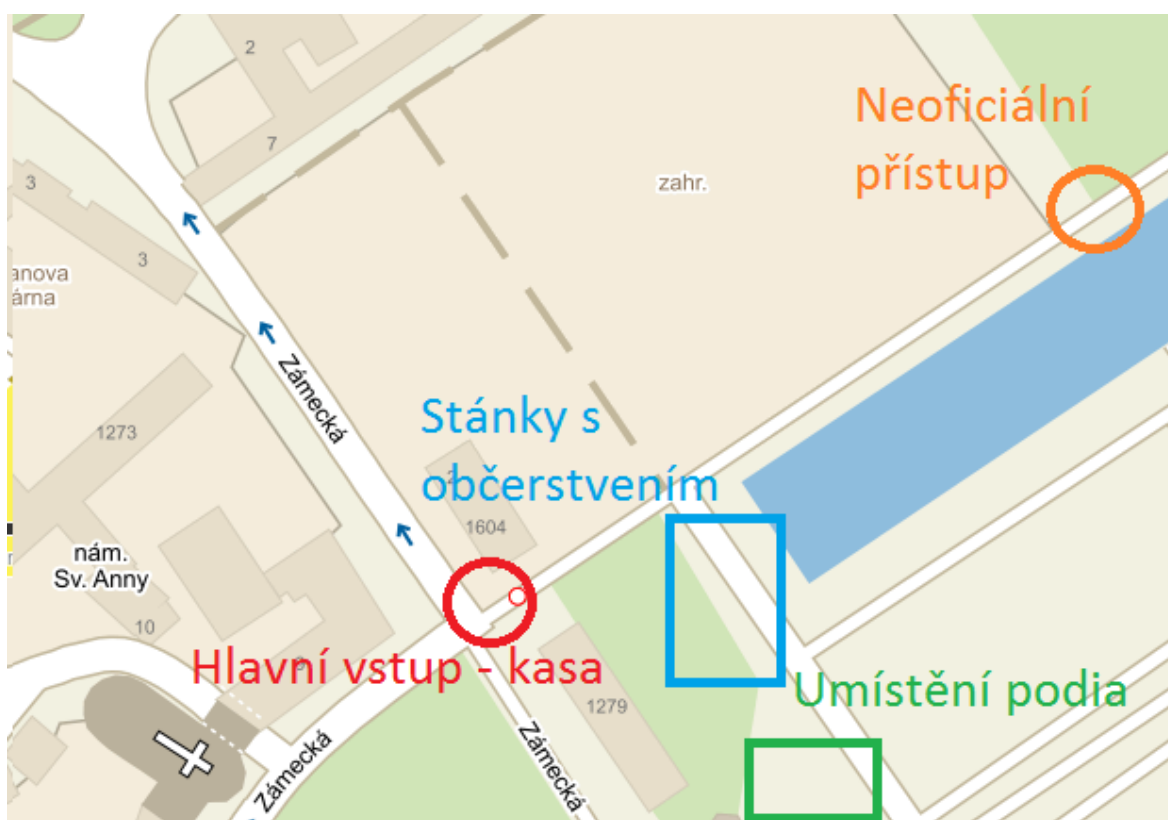 2
Neoficiální
přístup
7
3
zahr.
3
anova
árna
Zámecká
Stánky s
občerstvením
1273
2
1604
nám.
Sv. Anny
10
Hlavní vstup - kasa
Umístění podia
1279
Zámecká
Zámecká